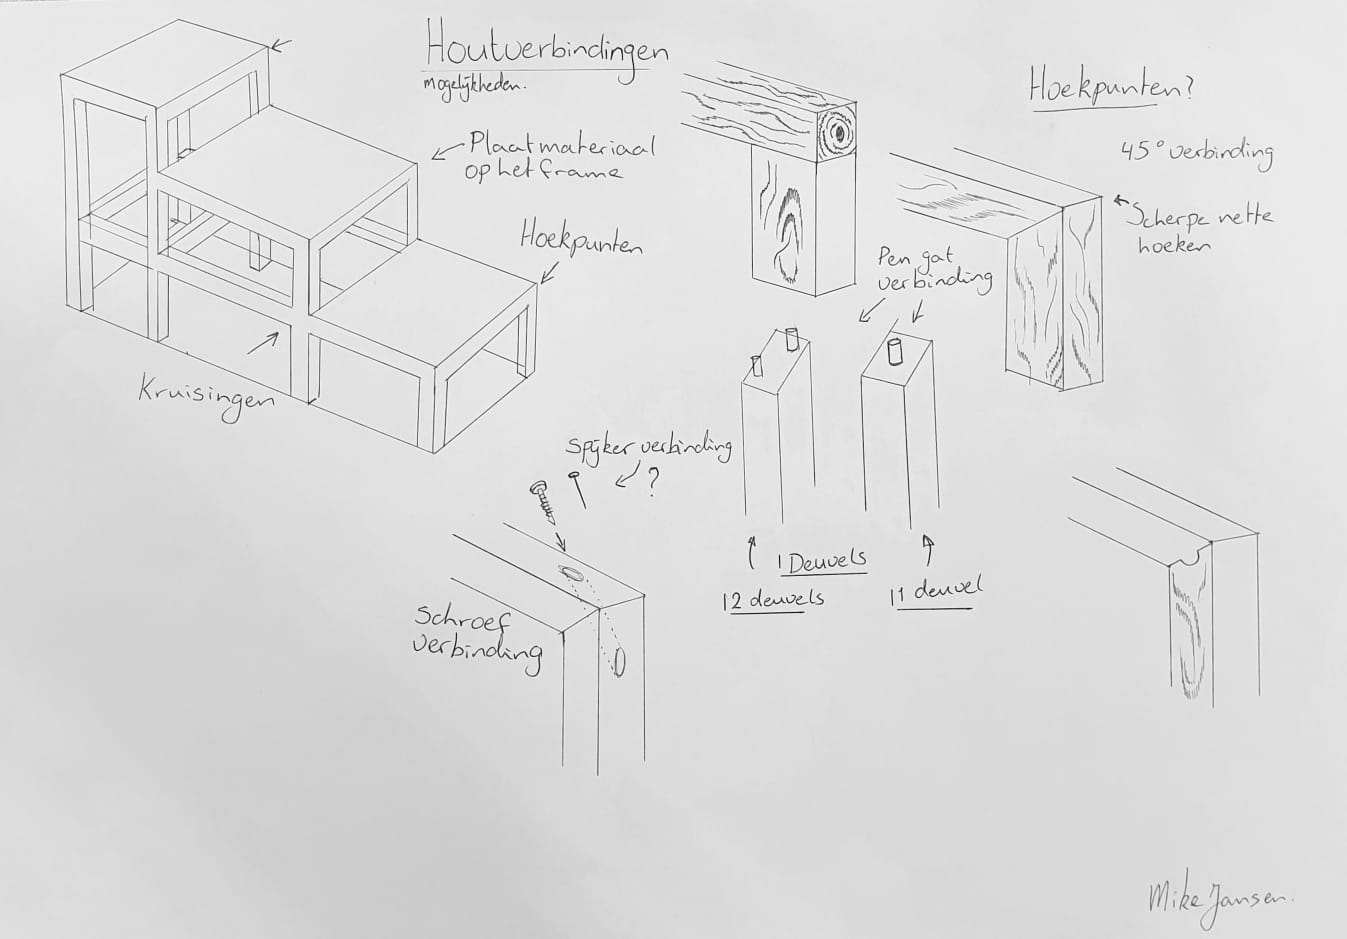 Houtverbindingen
mogelijkheden.
Hoekpunten?
Plaatmateriaal
op het frame
45° verbinding
Scherpe nette
hoeken
Hoekpunten
Pen gat
verbinding
Kruisingen
Spijker verbinding
?
1 Deuvels
12 deuvels
11 deuvel
Schroef
verbinding
Mike Jansen.